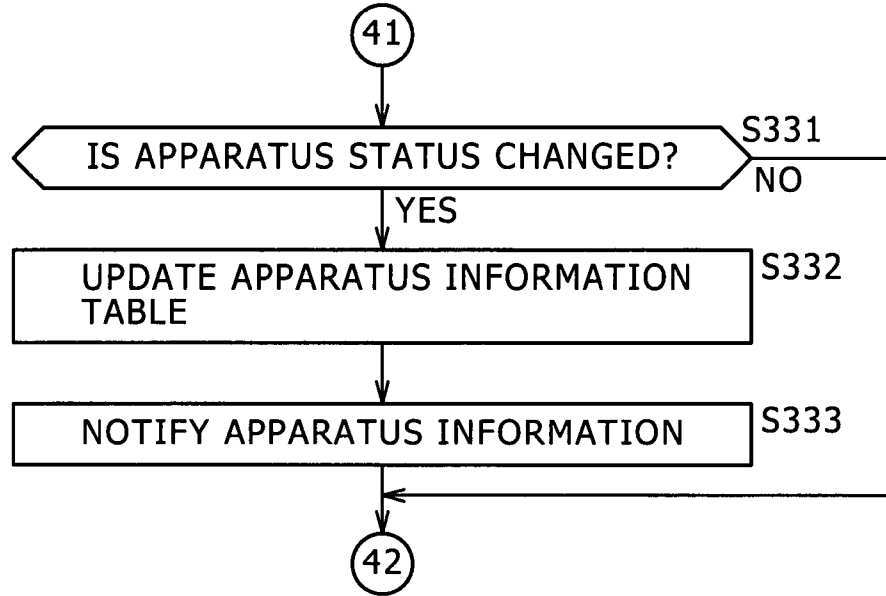 41
IS APPARATUS STATUS CHANGED?
S331
NO
YES
UPDATE APPARATUS INFORMATION
TABLE
S332
NOTIFY APPARATUS INFORMATION
S333
42